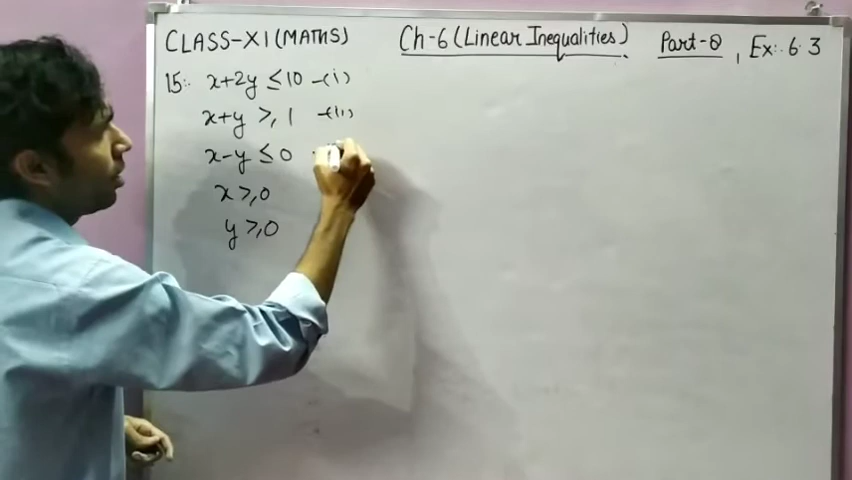 CLASS-XI (MATHS) Ch-6 (Linear Inequalities) Part-8, Ex:- 6.3
15:- x+2y ≤ 10 -(i)
x+y ≥ 1 -(ii)
x-y ≤ 0 -
x ≥ 0
y ≥ 0